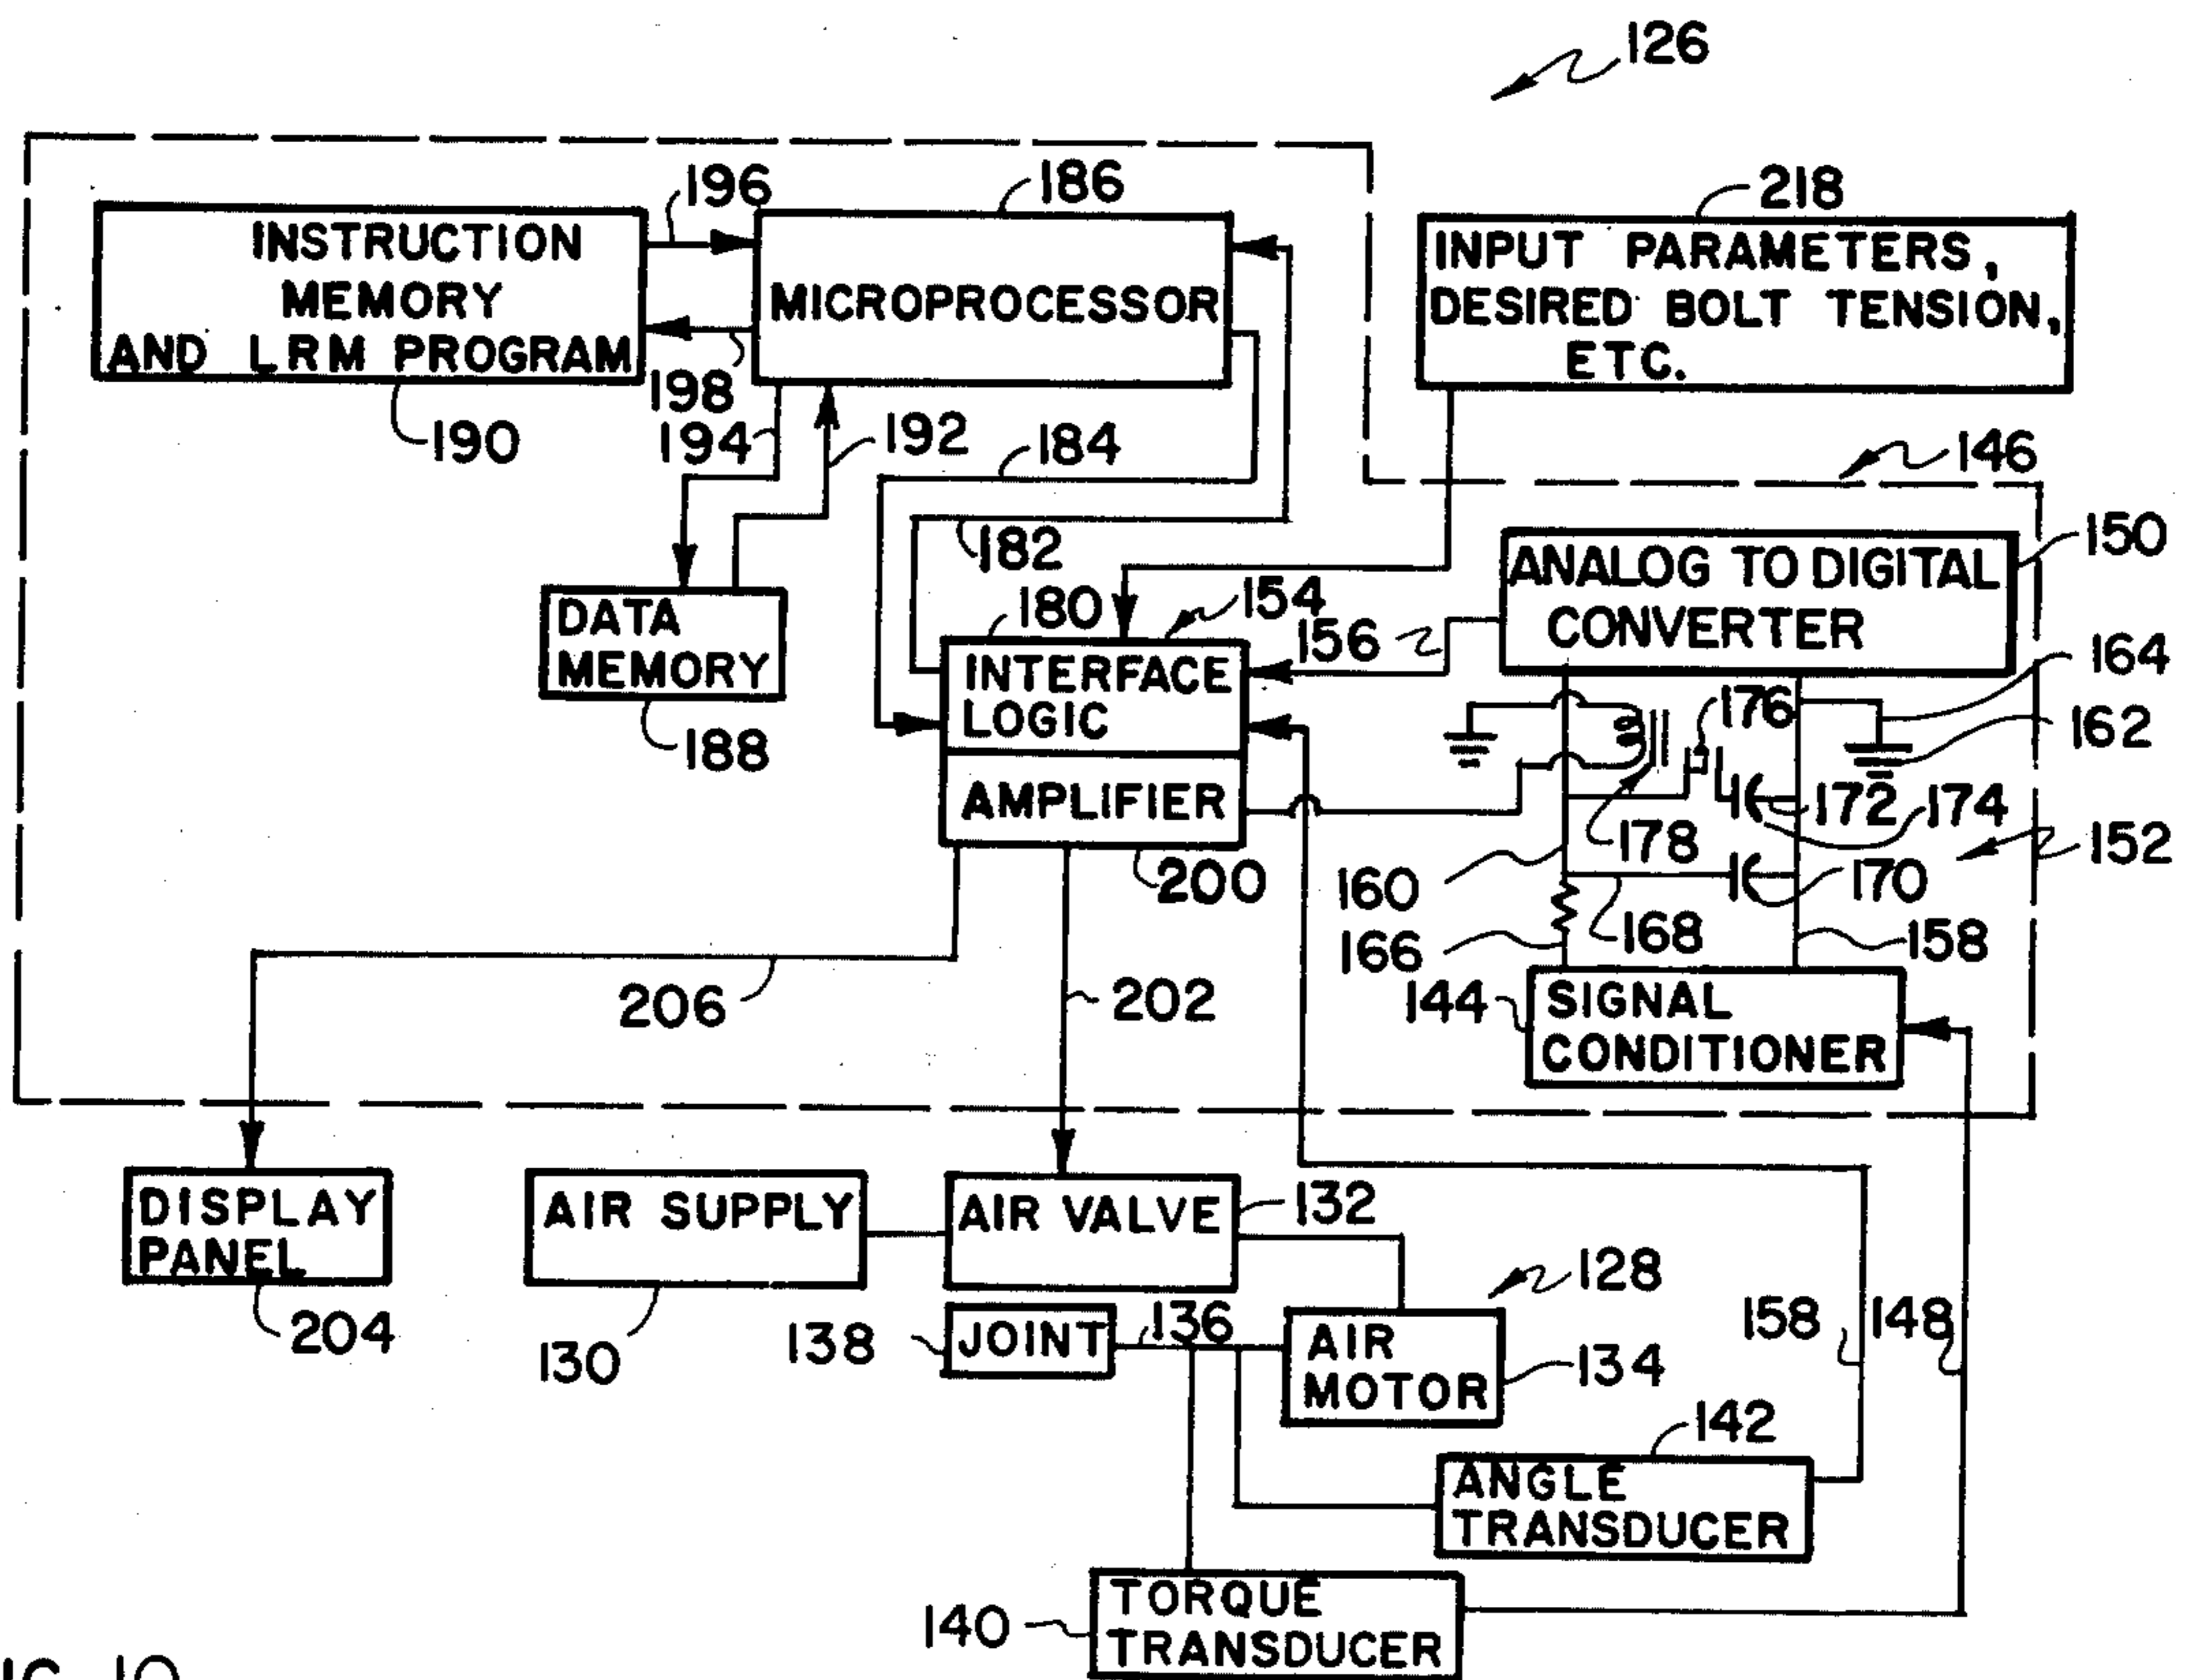 126
196
186
218
INSTRUCTION
MEMORY
AND LRM PROGRAM
MICROPROCESSOR
INPUT PARAMETERS,
DESIRED BOLT TENSION,
ETC.
198
190
194
192
184
146
182
150
ANALOG TO DIGITAL
CONVERTER
DATA
MEMORY
188
180
154
156
INTERFACE
LOGIC
AMPLIFIER
200
164
176
162
172
174
178
152
160
170
168
166
158
206
202
144
SIGNAL
CONDITIONER
DISPLAY
PANEL
204
AIR SUPPLY
130
AIR VALVE
132
128
138
JOINT
136
AIR
MOTOR
134
158
148
142
ANGLE
TRANSDUCER
140
TORQUE
TRANSDUCER